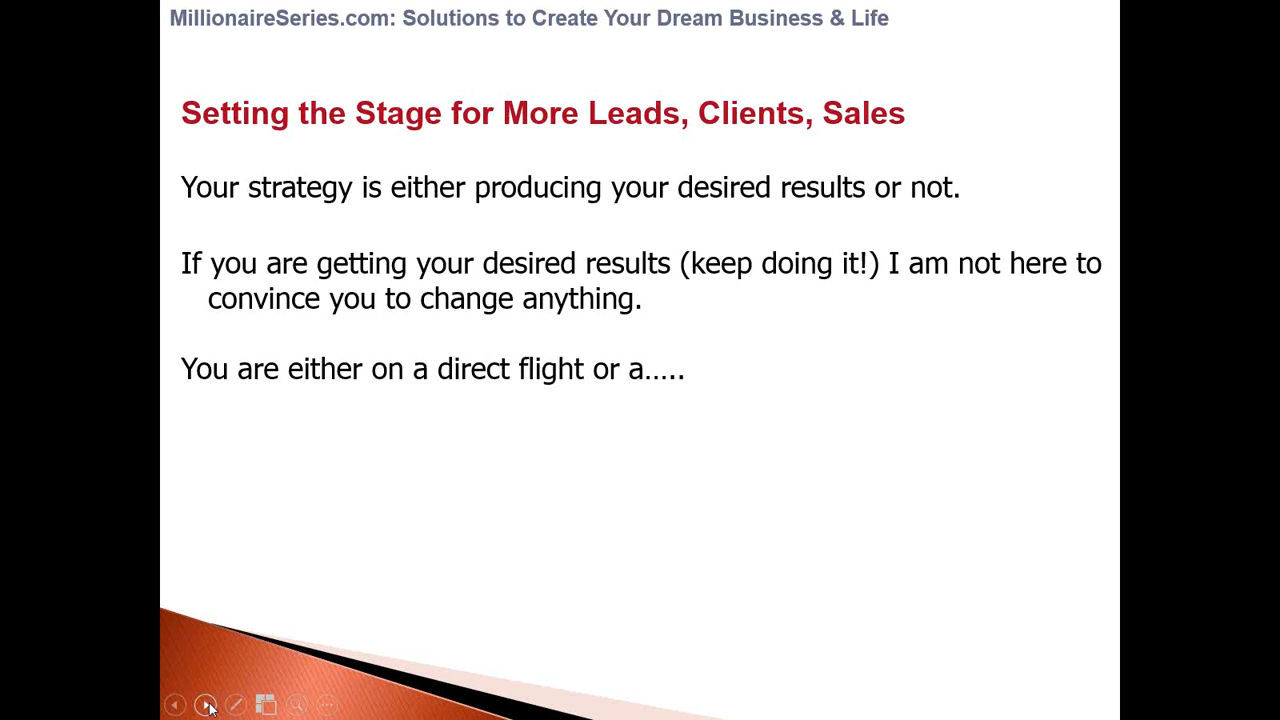 MillionaireSeries.com: Solutions to Create Your Dream Business & Life
Setting the Stage for More Leads, Clients, Sales
Your strategy is either producing your desired results or not.
If you are getting your desired results (keep doing it!) I am not here to
convince you to change anything.
You are either on a direct flight or a.....